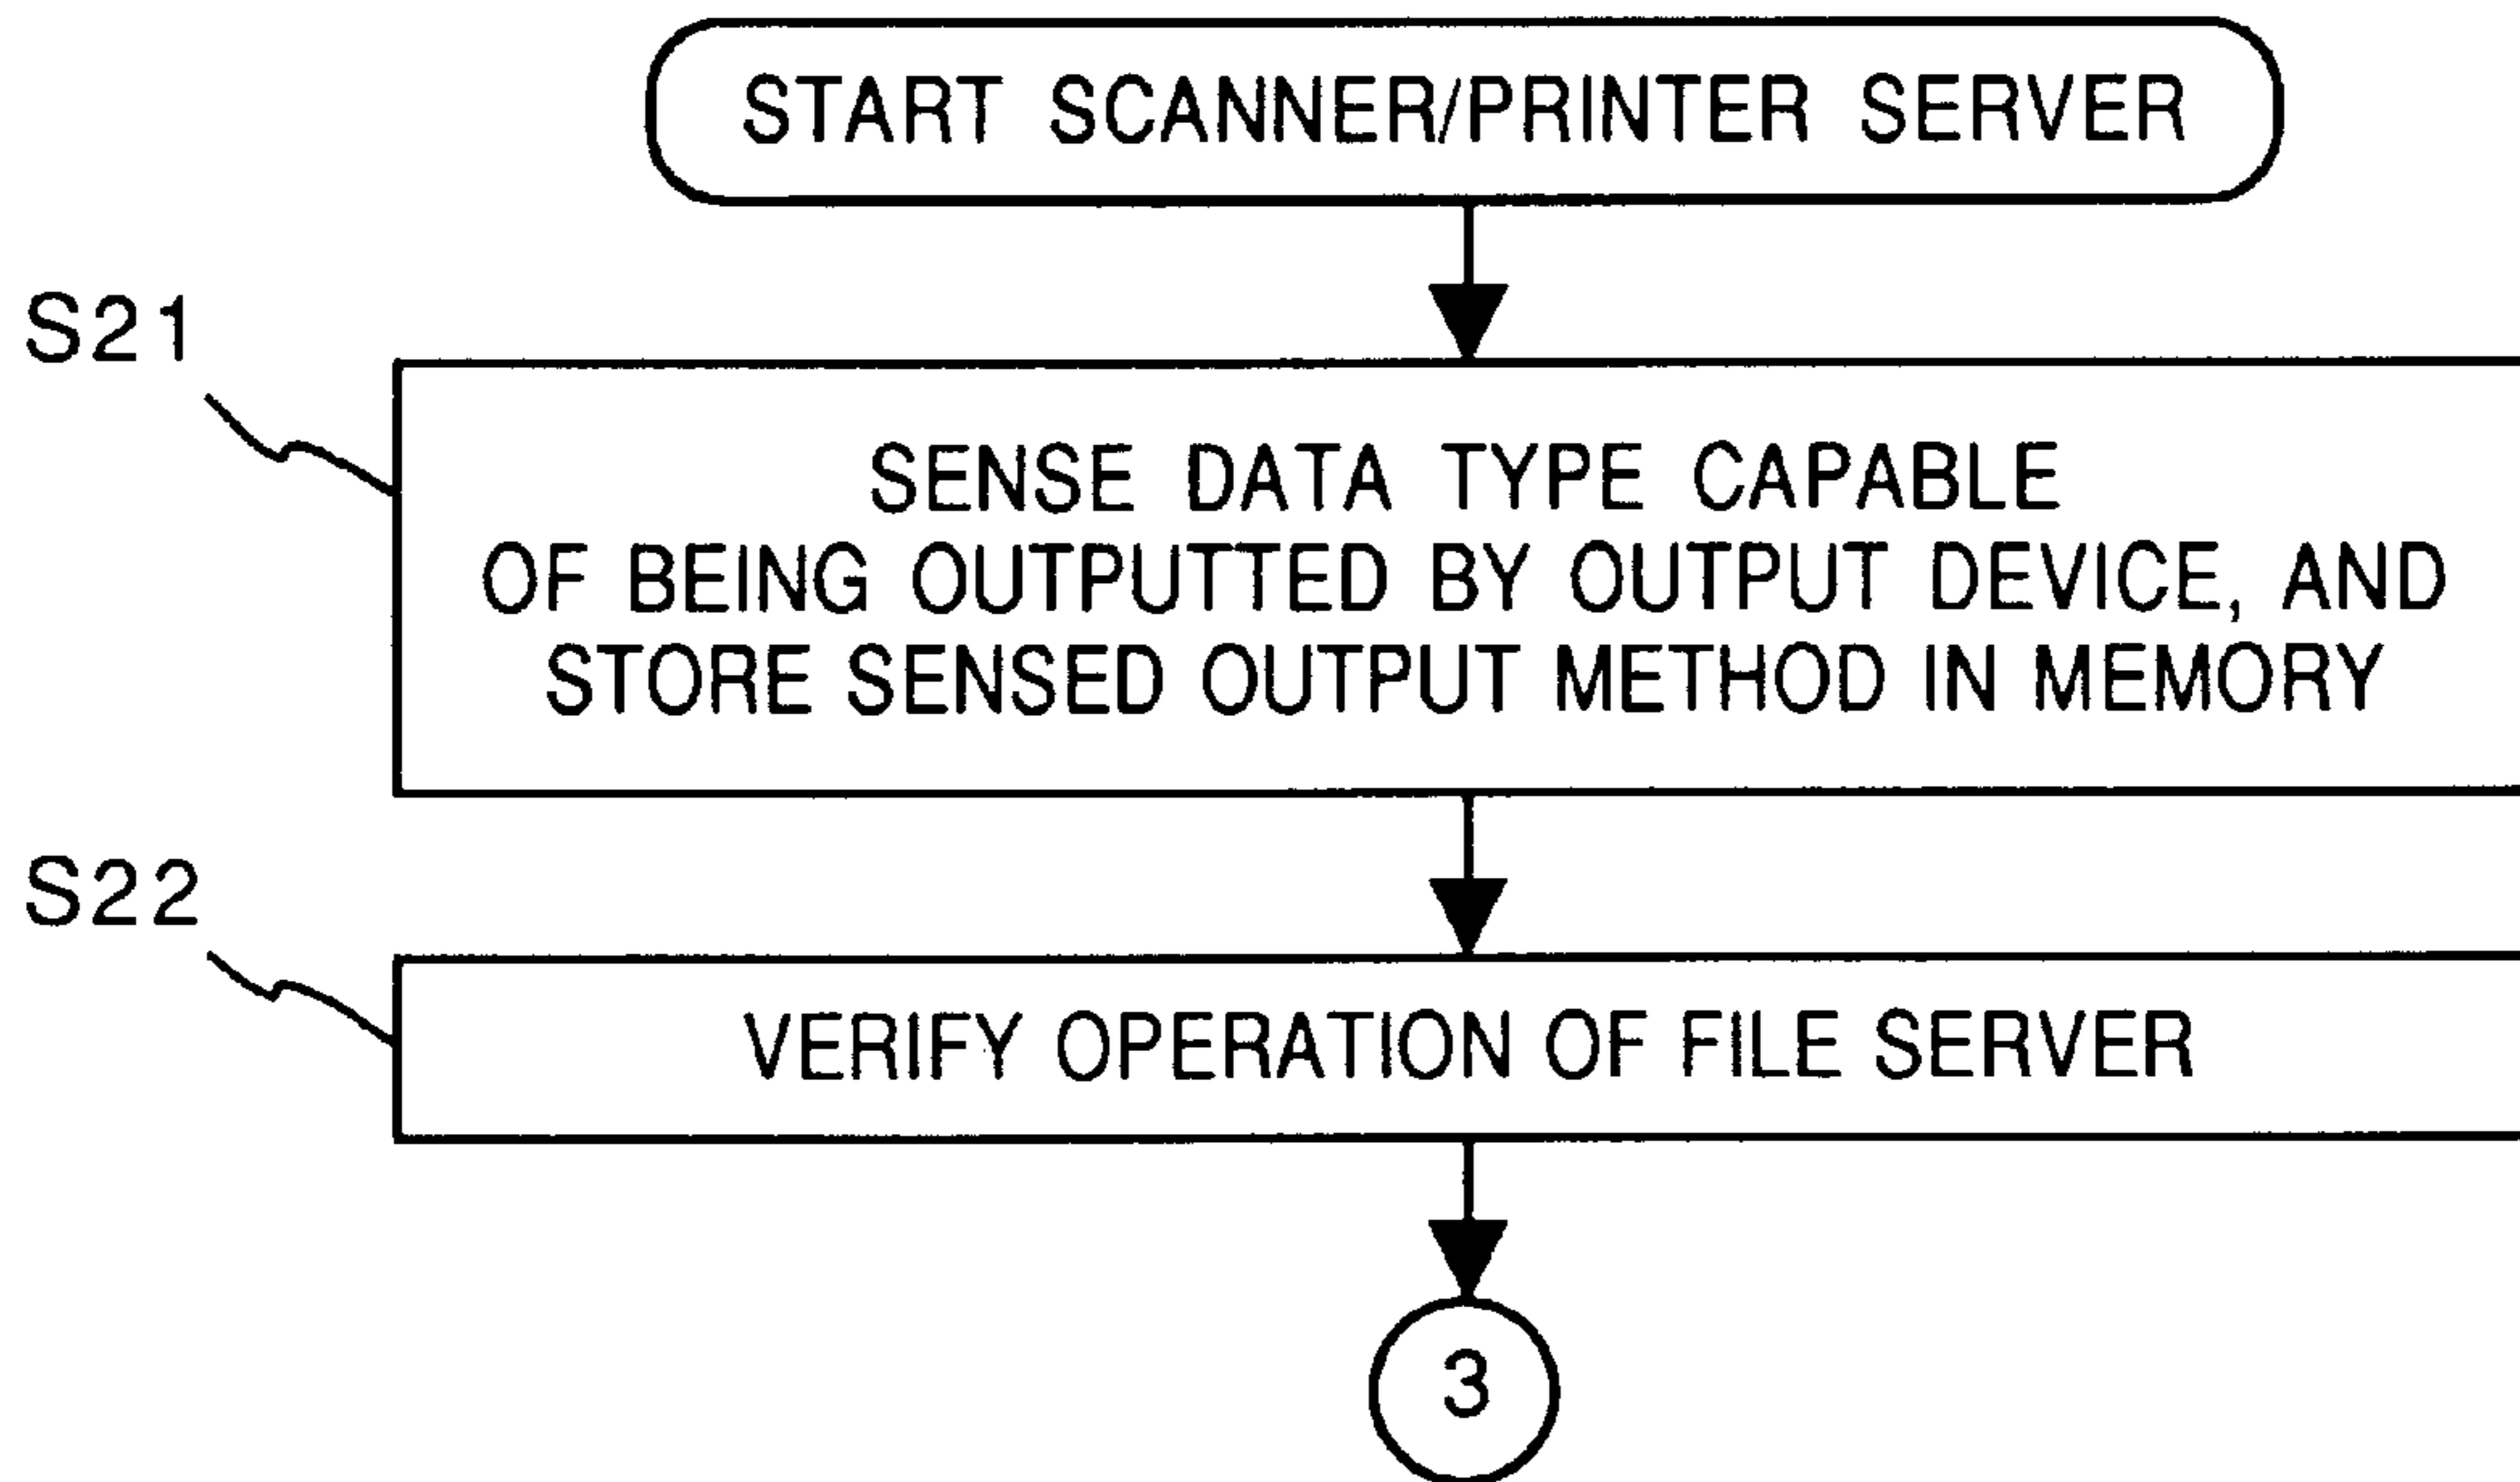 START SCANNER/PRINTER SERVER
S21
SENSE DATA TYPE CAPABLE
OF BEING OUTPUTTED BY OUTPUT DEVICE, AND
STORE SENSED OUTPUT METHOD IN MEMORY
S22
VERIFY OPERATION OF FILE SERVER
3